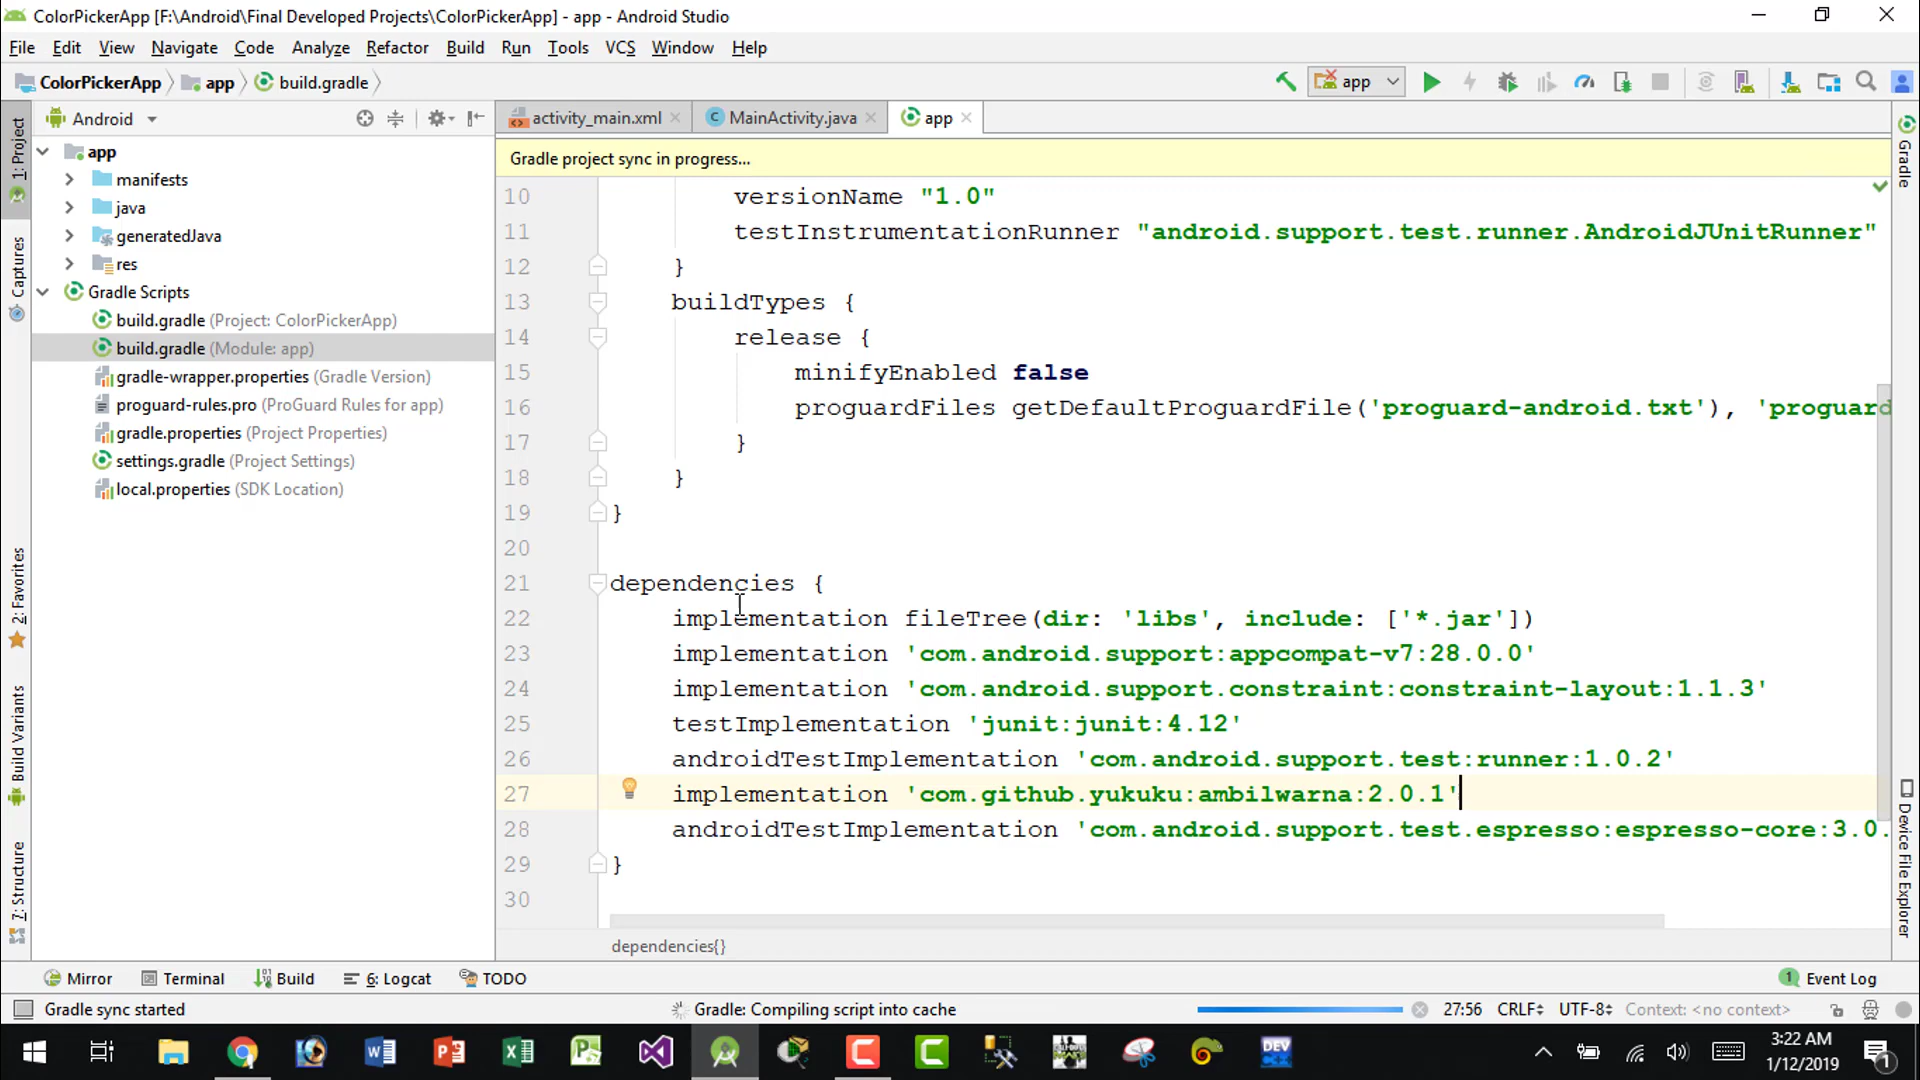 ColorPickerApp [F:\Android\Final Developed Projects\ColorPickerApp] - app - Android Studio
File Edit View Navigate Code Analyze Refactor Build Run Tools VCS Window Help
ColorPickerApp app build.gradle
app
Android
activity_main.xml MainActivity.java app
Gradle project sync in progress...
1: Project
Captures
2: Favorites
Build Variants
7: Structure
app
manifests
java
generatedJava
res
Gradle Scripts
build.gradle (Project: ColorPickerApp)
build.gradle (Module: app)
gradle-wrapper.properties (Gradle Version)
proguard-rules.pro (ProGuard Rules for app)
gradle.properties (Project Properties)
settings.gradle (Project Settings)
local.properties (SDK Location)
10 versionName "1.0"
11 testInstrumentationRunner "android.support.test.runner.AndroidJUnitRunner"
12 }
13 buildTypes {
14 release {
15 minifyEnabled false
16 proguardFiles getDefaultProguardFile('proguard-android.txt'), 'proguard
17 }
18 }
19 }
20
21 dependencies {
22 implementation fileTree(dir: 'libs', include: ['*.jar'])
23 implementation 'com.android.support:appcompat-v7:28.0.0'
24 implementation 'com.android.support.constraint:constraint-layout:1.1.3'
25 testImplementation 'junit:junit:4.12'
26 androidTestImplementation 'com.android.support.test:runner:1.0.2'
27 implementation 'com.github.yukuku:ambilwarna:2.0.1'
28 androidTestImplementation 'com.android.support.test.espresso:espresso-core:3.0.
29 }
30
dependencies{}
Gradle
Device File Explorer
Mirror Terminal Build 6: Logcat TODO 1 Event Log
Gradle sync started Gradle: Compiling script into cache 27:56 CRLF UTF-8 Context: <no context>
DEV C++
3:22 AM
1/12/2019
1